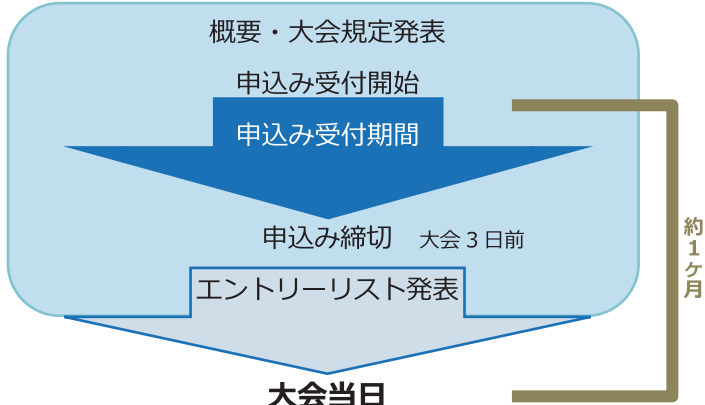 概要・大会規定発表
申込み受付開始
申込み受付期間
申込み締切 大会3日前
エントリーリスト発表
大会当日
約1ヶ月